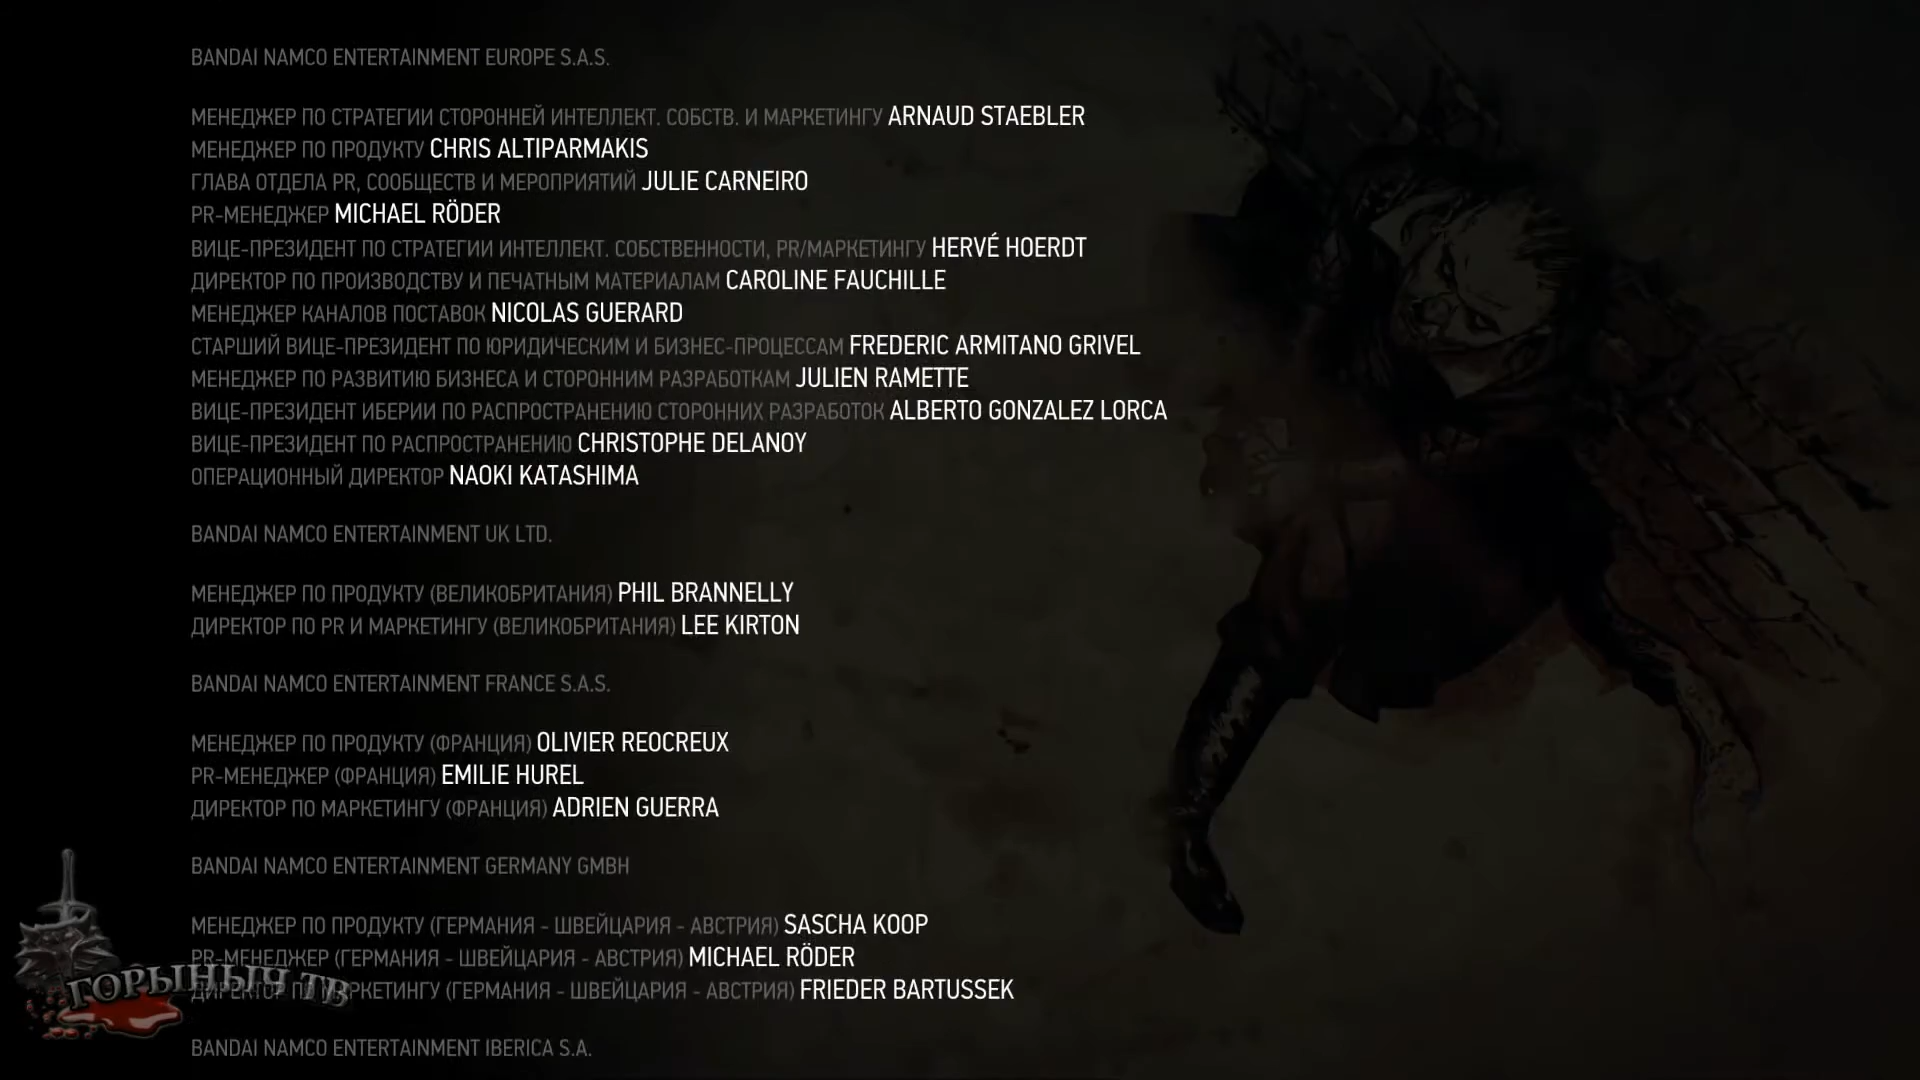 BANDAI NAMCO ENTERTAINMENT EUROPE S.A.S.
МЕНЕДЖЕР ПО СТРАТЕГИИ СТОРОННЕЙ ИНТЕЛЛЕКТ. СОБСТВ. И МАРКЕТИНГУ ARNAUD STAEBLER
МЕНЕДЖЕР ПО ПРОДУКТУ CHRIS ALTIPARMAKIS
ГЛАВА ОТДЕЛА PR, СООБЩЕСТВ И МЕРОПРИЯТИЙ JULIE CARNEIRO
PR-МЕНЕДЖЕР MICHAEL RÖDER
ВИЦЕ-ПРЕЗИДЕНТ ПО СТРАТЕГИИ ИНТЕЛЛЕКТ. СОБСТВЕННОСТИ, PR/МАРКЕТИНГУ HERVÉ HOERDT
ДИРЕКТОР ПО ПРОИЗВОДСТВУ И ПЕЧАТНЫМ МАТЕРИАЛАМ CAROLINE FAUCHILLE
МЕНЕДЖЕР КАНАЛОВ ПОСТАВОК NICOLAS GUERARD
СТАРШИЙ ВИЦЕ-ПРЕЗИДЕНТ ПО ЮРИДИЧЕСКИМ И БИЗНЕС-ПРОЦЕССАМ FREDERIC ARMITANO GRIVEL
МЕНЕДЖЕР ПО РАЗВИТИЮ БИЗНЕСА И СТОРОННИМ РАЗРАБОТКАМ JULIEN RAMETTE
ВИЦЕ-ПРЕЗИДЕНТ ИБЕРИИ ПО РАСПРОСТРАНЕНИЮ СТОРОННИХ РАЗРАБОТОК ALBERTO GONZALEZ LORCA
ВИЦЕ-ПРЕЗИДЕНТ ПО РАСПРОСТРАНЕНИЮ CHRISTOPHE DELANOY
ОПЕРАЦИОННЫЙ ДИРЕКТОР NAOKI KATASHIMA
BANDAI NAMCO ENTERTAINMENT UK LTD.
МЕНЕДЖЕР ПО ПРОДУКТУ (ВЕЛИКОБРИТАНИЯ) PHIL BRANNELLY
ДИРЕКТОР ПО PR И МАРКЕТИНГУ (ВЕЛИКОБРИТАНИЯ) LEE KIRTON
BANDAI NAMCO ENTERTAINMENT FRANCE S.A.S.
МЕНЕДЖЕР ПО ПРОДУКТУ (ФРАНЦИЯ) OLIVIER REOCREUX
PR-МЕНЕДЖЕР (ФРАНЦИЯ) EMILIE HUREL
ДИРЕКТОР ПО МАРКЕТИНГУ (ФРАНЦИЯ) ADRIEN GUERRA
BANDAI NAMCO ENTERTAINMENT GERMANY GMBH
МЕНЕДЖЕР ПО ПРОДУКТУ (ГЕРМАНИЯ - ШВЕЙЦАРИЯ - АВСТРИЯ) SASCHA KOOP
PR-МЕНЕДЖЕР (ГЕРМАНИЯ - ШВЕЙЦАРИЯ - АВСТРИЯ) MICHAEL RÖDER
ДИРЕКТОР ПО МАРКЕТИНГУ (ГЕРМАНИЯ - ШВЕЙЦАРИЯ - АВСТРИЯ) FRIEDER BARTUSSEK
ГОРЫНЫЧ ТВ
BANDAI NAMCO ENTERTAINMENT IBERICA S.A.